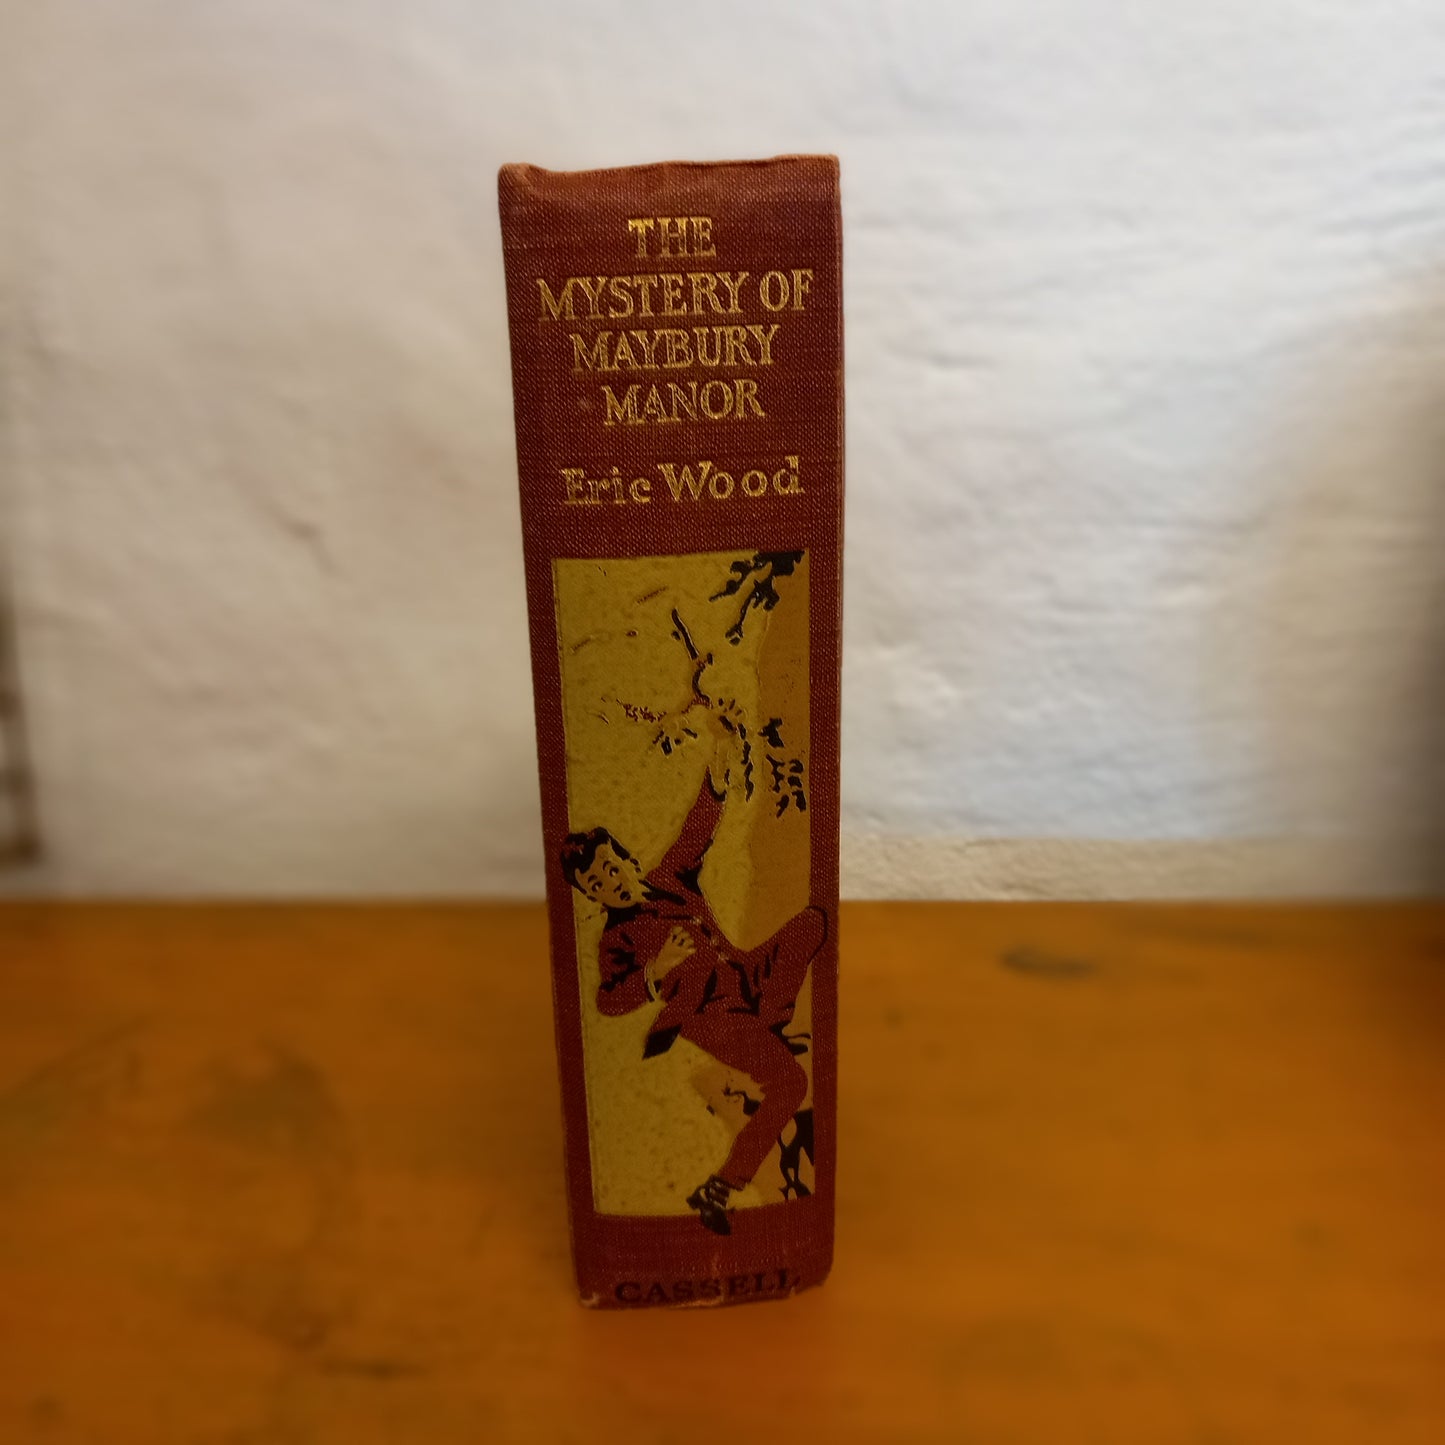 THE
MYSTERY OF
MAYBURY
MANOR
Eric Wood
CASSELL